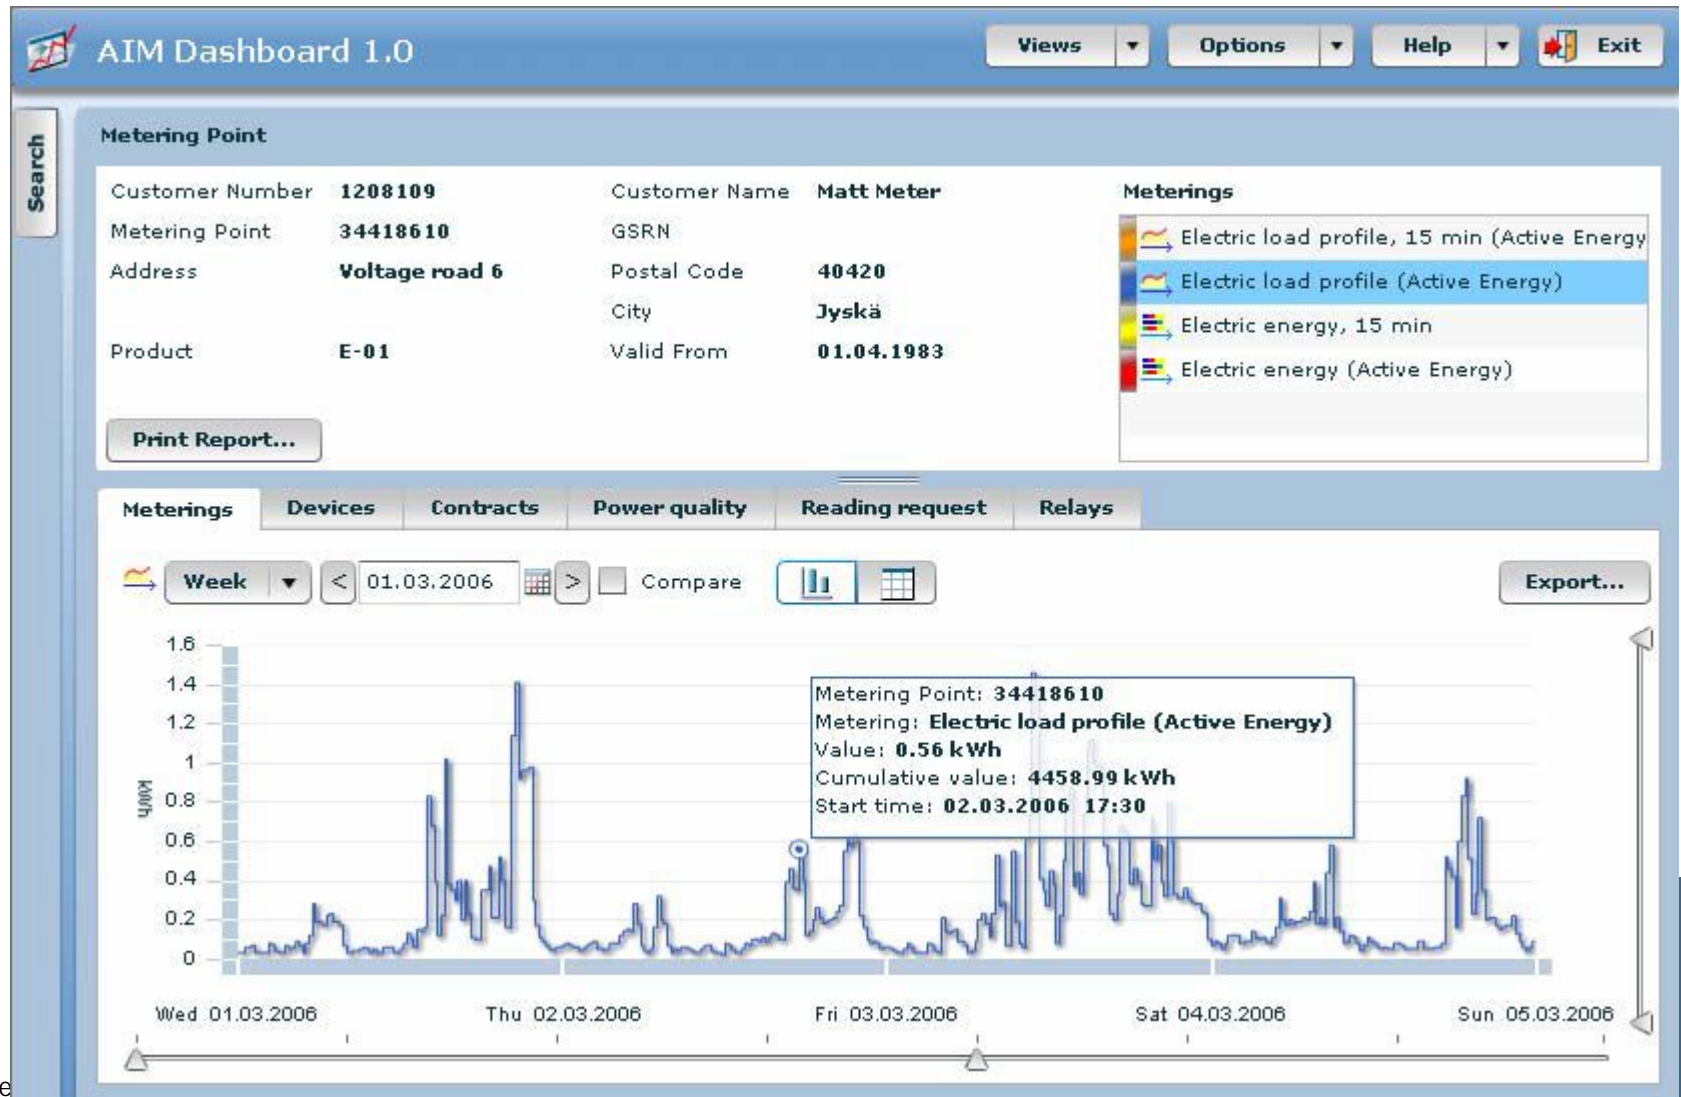 AIM Dashboard 1.0
Views
Options
Help
Exit
Search
Metering Point
Customer Number 1208109 Customer Name Matt Meter
Metering Point 34418610 GSRN
Address Voltage road 6 Postal Code 40420
City Jyskä
Product E-01 Valid From 01.04.1983
Print Report...
Meterings
Electric load profile, 15 min (Active Energy
Electric load profile (Active Energy)
Electric energy, 15 min
Electric energy (Active Energy)
Meterings Devices Contracts Power quality Reading request Relays
Week < 01.03.2006 > Compare Export...
1.6
1.4
1.2
1
0.8
0.6
0.4
0.2
0
kWh
Metering Point: 34418610
Metering: Electric load profile (Active Energy)
Value: 0.56 kWh
Cumulative value: 4458.99 kWh
Start time: 02.03.2006 17:30
Wed 01.03.2006 Thu 02.03.2006 Fri 03.03.2006 Sat 04.03.2006 Sun 05.03.2006
e